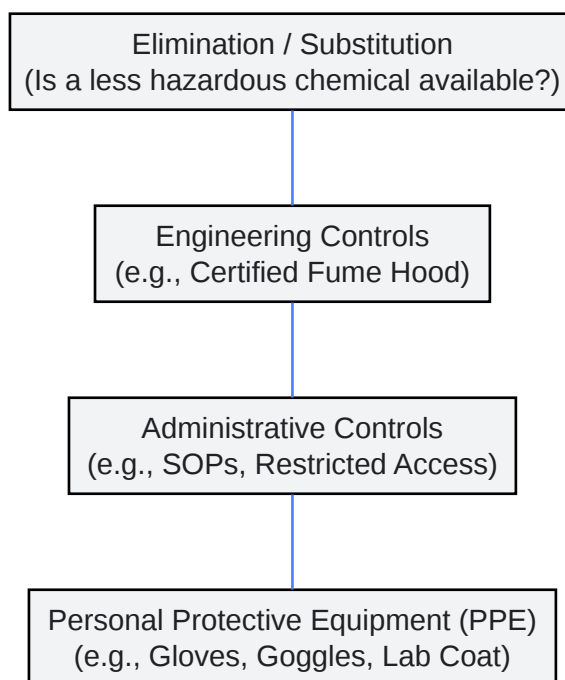 Elimination / Substitution
(Is a less hazardous chemical available?)
Engineering Controls
(e.g., Certified Fume Hood)
Administrative Controls
(e.g., SOPs, Restricted Access)
Personal Protective Equipment (PPE)
(e.g., Gloves, Goggles, Lab Coat)